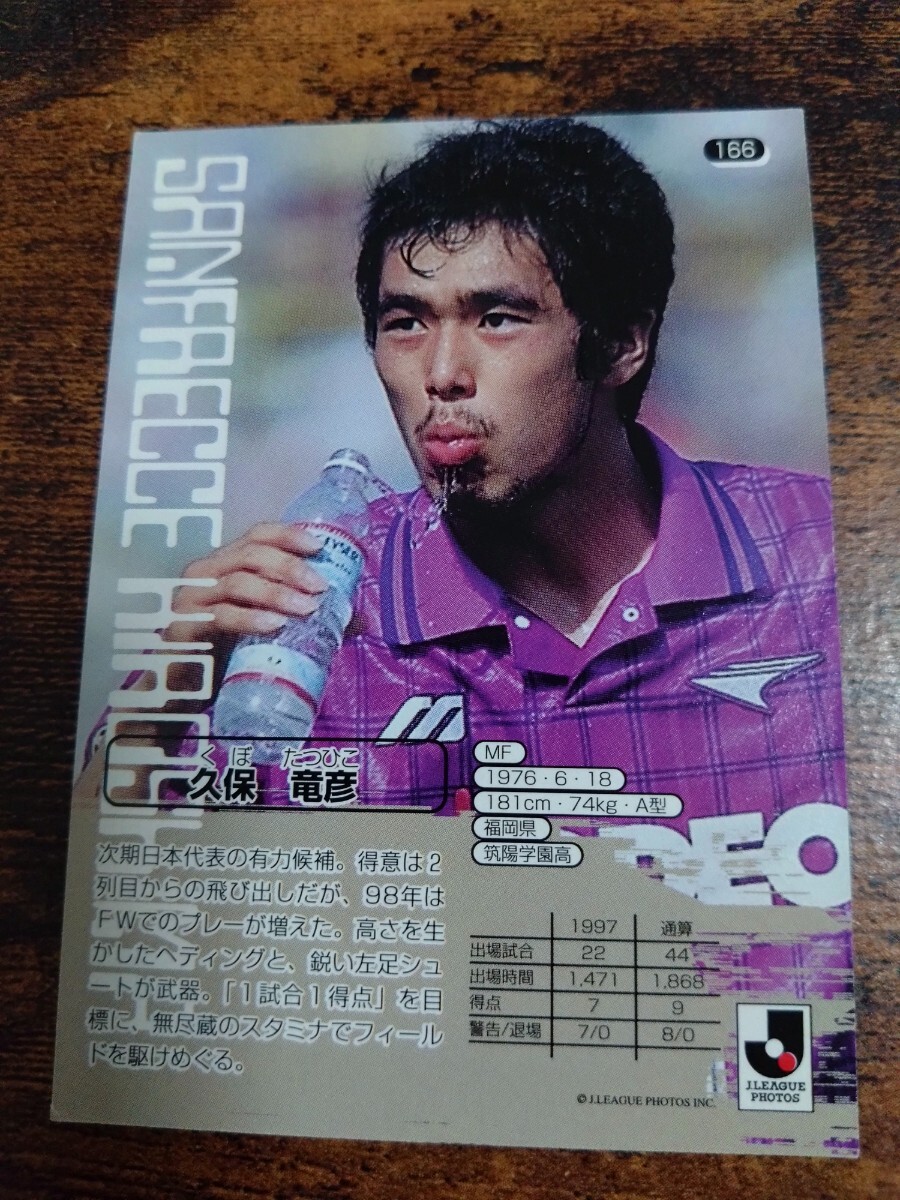 166
SANFRECCE HIROSHIMA
くぼ たつひこ
久保 竜彦
MF
1976・6・18
181cm・74kg・A型
福岡県
筑陽学園高
次期日本代表の有力候補。得意は2
列目からの飛び出しだが、98年は
FWでのプレーが増えた。高さを生
かしたヘディングと、鋭い左足シュ
ートが武器。「1試合1得点」を目
標に、無尽蔵のスタミナでフィール
ドを駆けめぐる。
1997 通算
出場試合 22 44
出場時間 1,471 1,868
得点 7 9
警告/退場 7/0 8/0
J.LEAGUE
PHOTOS
© J.LEAGUE PHOTOS INC.